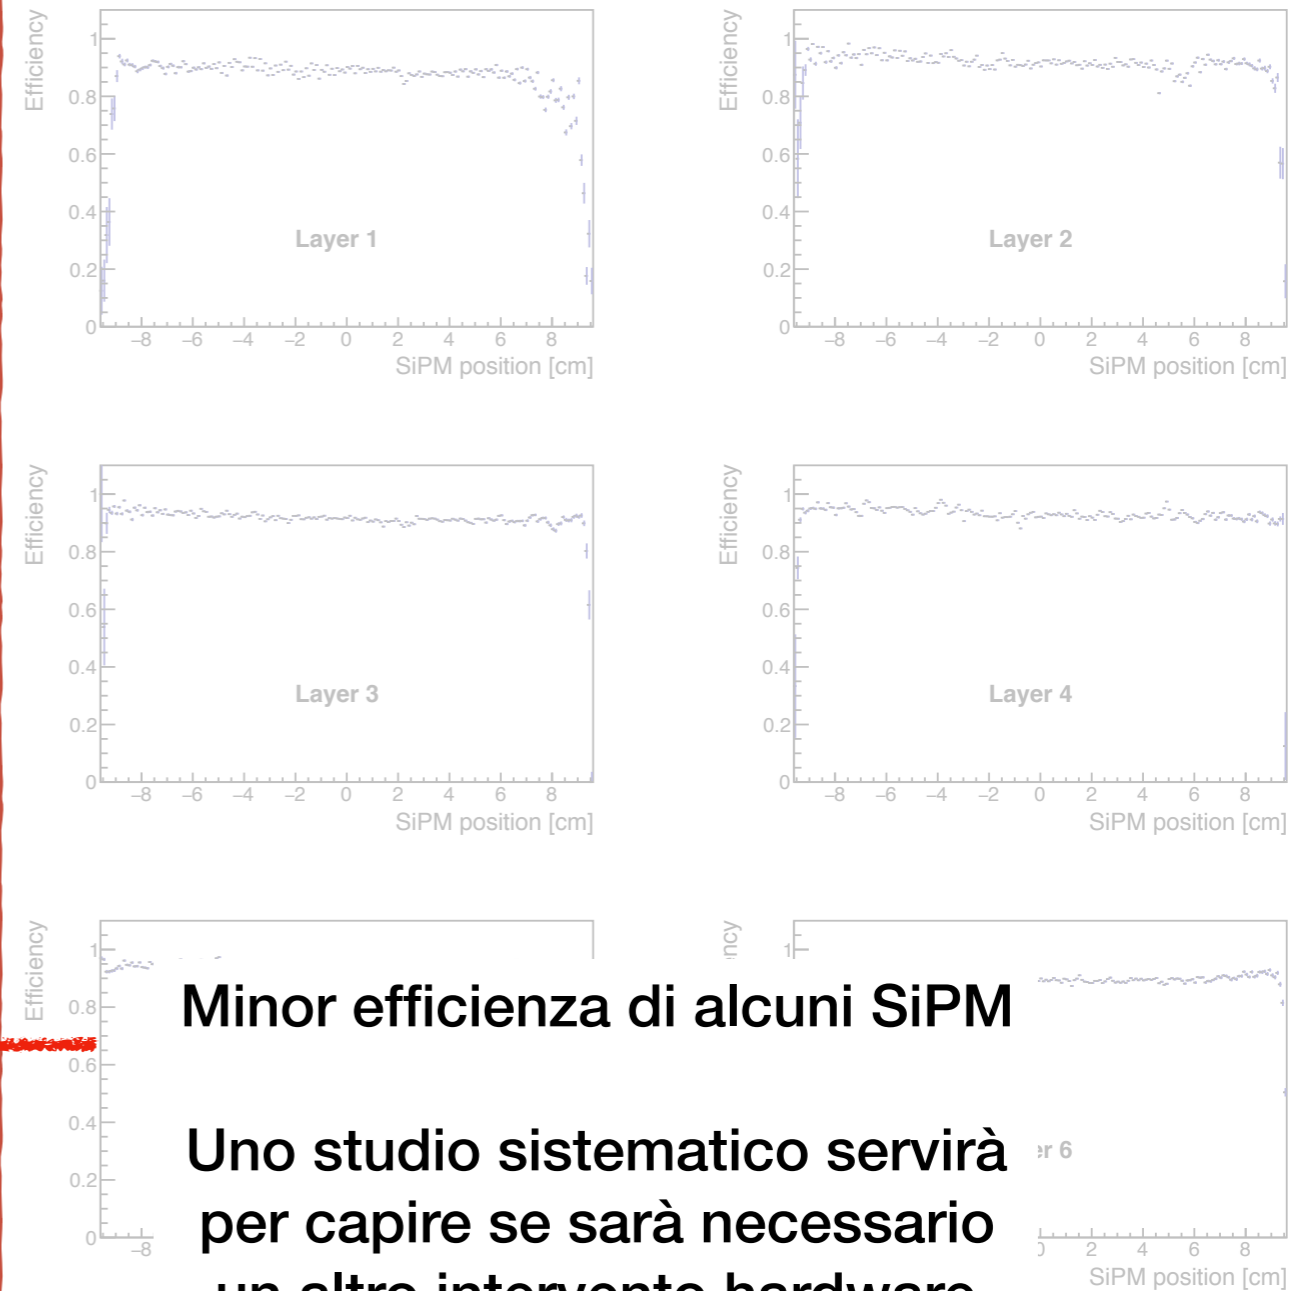 Efficiency
1
0.8
0.6
0.4
0.2
0
−8 −6 −4 −2 0 2 4 6 8
SiPM position [cm]
Layer 1
Efficiency
1
0.8
0.6
0.4
0.2
0
−8 −6 −4 −2 0 2 4 6 8
SiPM position [cm]
Layer 2
Efficiency
1
0.8
0.6
0.4
0.2
0
−8 −6 −4 −2 0 2 4 6 8
SiPM position [cm]
Layer 3
Efficiency
1
0.8
0.6
0.4
0.2
0
−8 −6 −4 −2 0 2 4 6 8
SiPM position [cm]
Layer 4
Efficiency
1
0.8
0.6
0.4
0.2
0
−8
1
6
2 4 6 8
SiPM position [cm]
Minor efficienza di alcuni SiPM
Uno studio sistematico servirà
per capire se sarà necessario
un altro intervento hardware